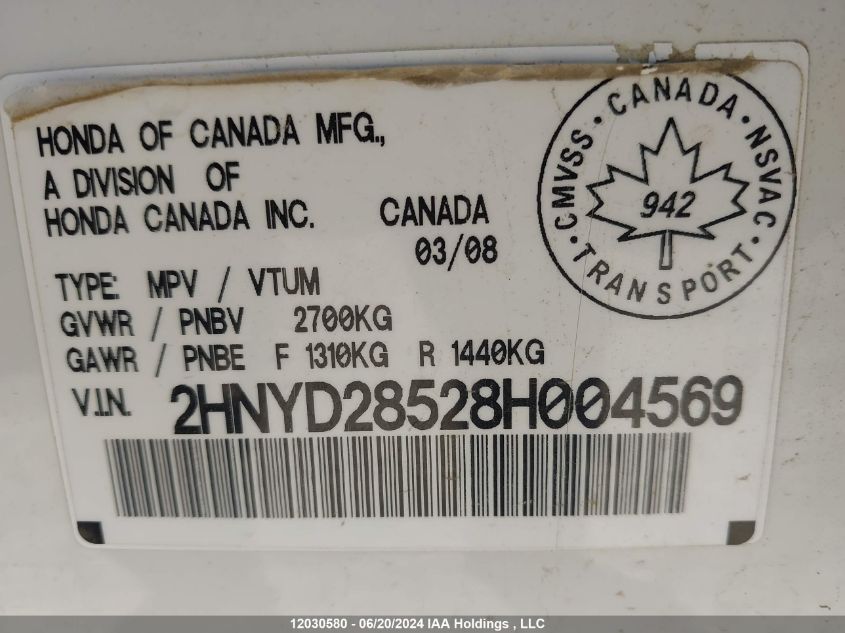 HONDA OF CANADA MFG.,
A DIVISION OF
HONDA CANADA INC. CANADA
03/08
TYPE: MPV / VTUM
GVWR / PNBV 2700KG
GAWR / PNBE F 1310KG R 1440KG
V.I.N. 2HNYD28528H004569
CMVSS · CANADA · NSVAC ·
942
TRANSPORT
12030580 - 06/20/2024 IAA Holdings , LLC